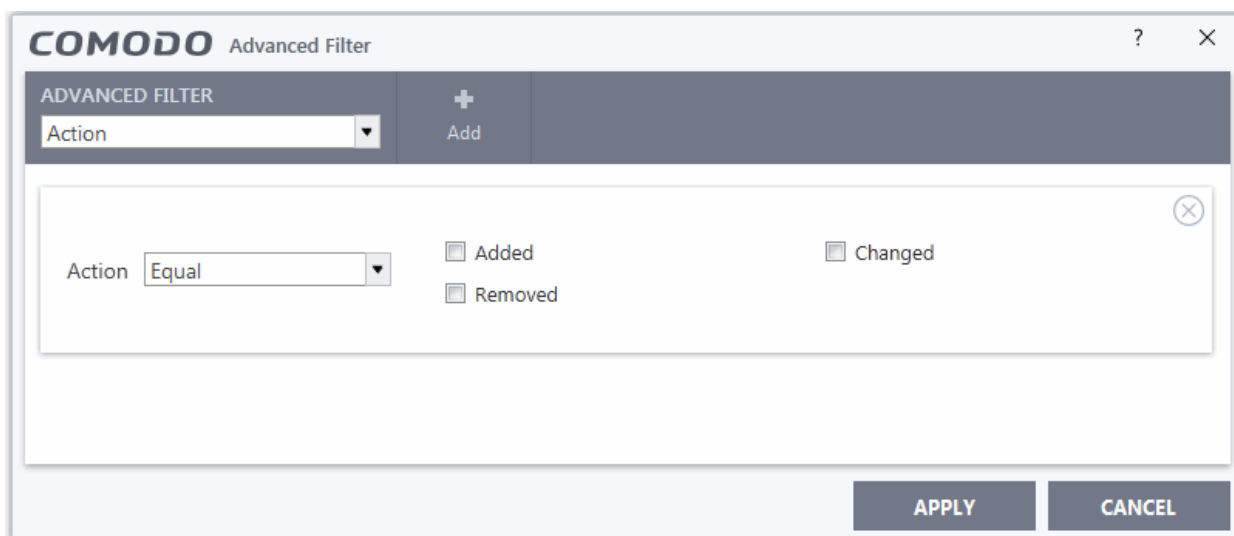 COMODO Advanced Filter ? X
ADVANCED FILTER
Action + Add
Added Changed
Action Equal
Removed
APPLY CANCEL